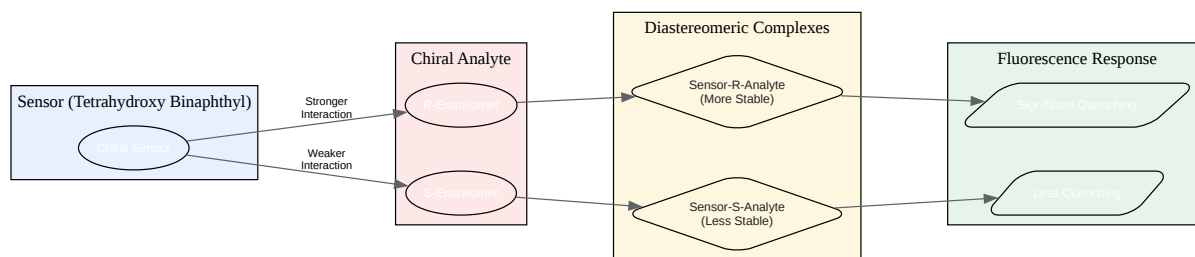 Sensor (Tetrahydroxy Binaphthyl)
Chiral Sensor
Stronger
Interaction
Weaker
Interaction
Chiral Analyte
R-Enantiomer
S-Enantiomer
Diastereomeric Complexes
Sensor-R-Analyte
(More Stable)
Sensor-S-Analyte
(Less Stable)
Fluorescence Response
Significant Quenching
Less Quenching